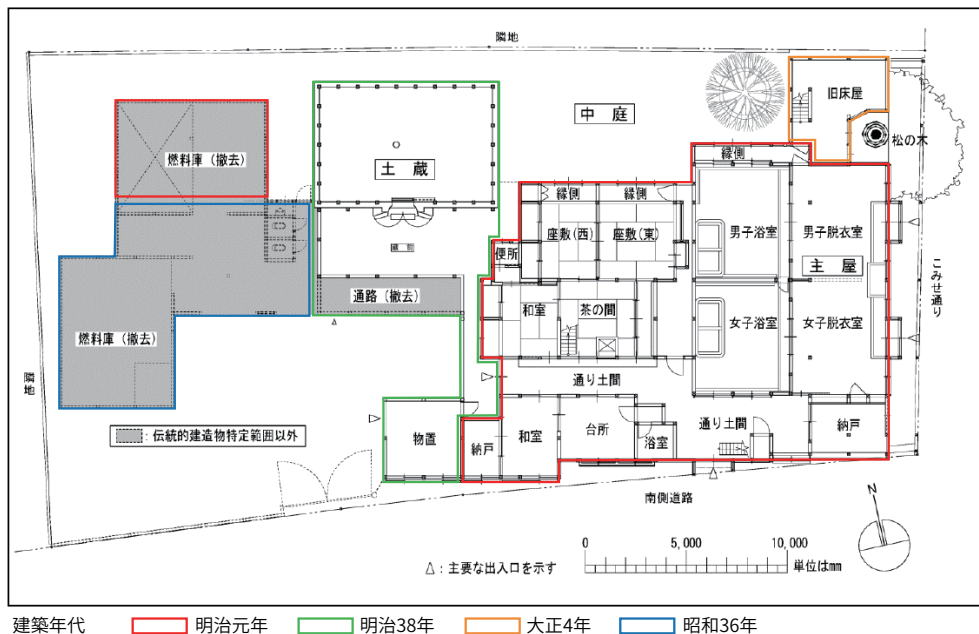 隣地
旧床屋
中庭
松の木
燃料庫（撤去）
土蔵
縁側
縁側
縁側
座敷(西)
座敷(東)
男子浴室
男子脱衣室
主屋
蔵前
便所
こみせ通り
通路（撤去）
和室
茶の間
女子浴室
女子脱衣室
燃料庫（撤去）
隣地
通り土間
：伝統的建造物特定範囲以外
物置
納戸
和室
台所
浴室
通り土間
納戸
南側道路
N
0 5,000 10,000
単位はmm
△：主要な出入口を示す
建築年代 明治元年 明治38年 大正4年 昭和36年